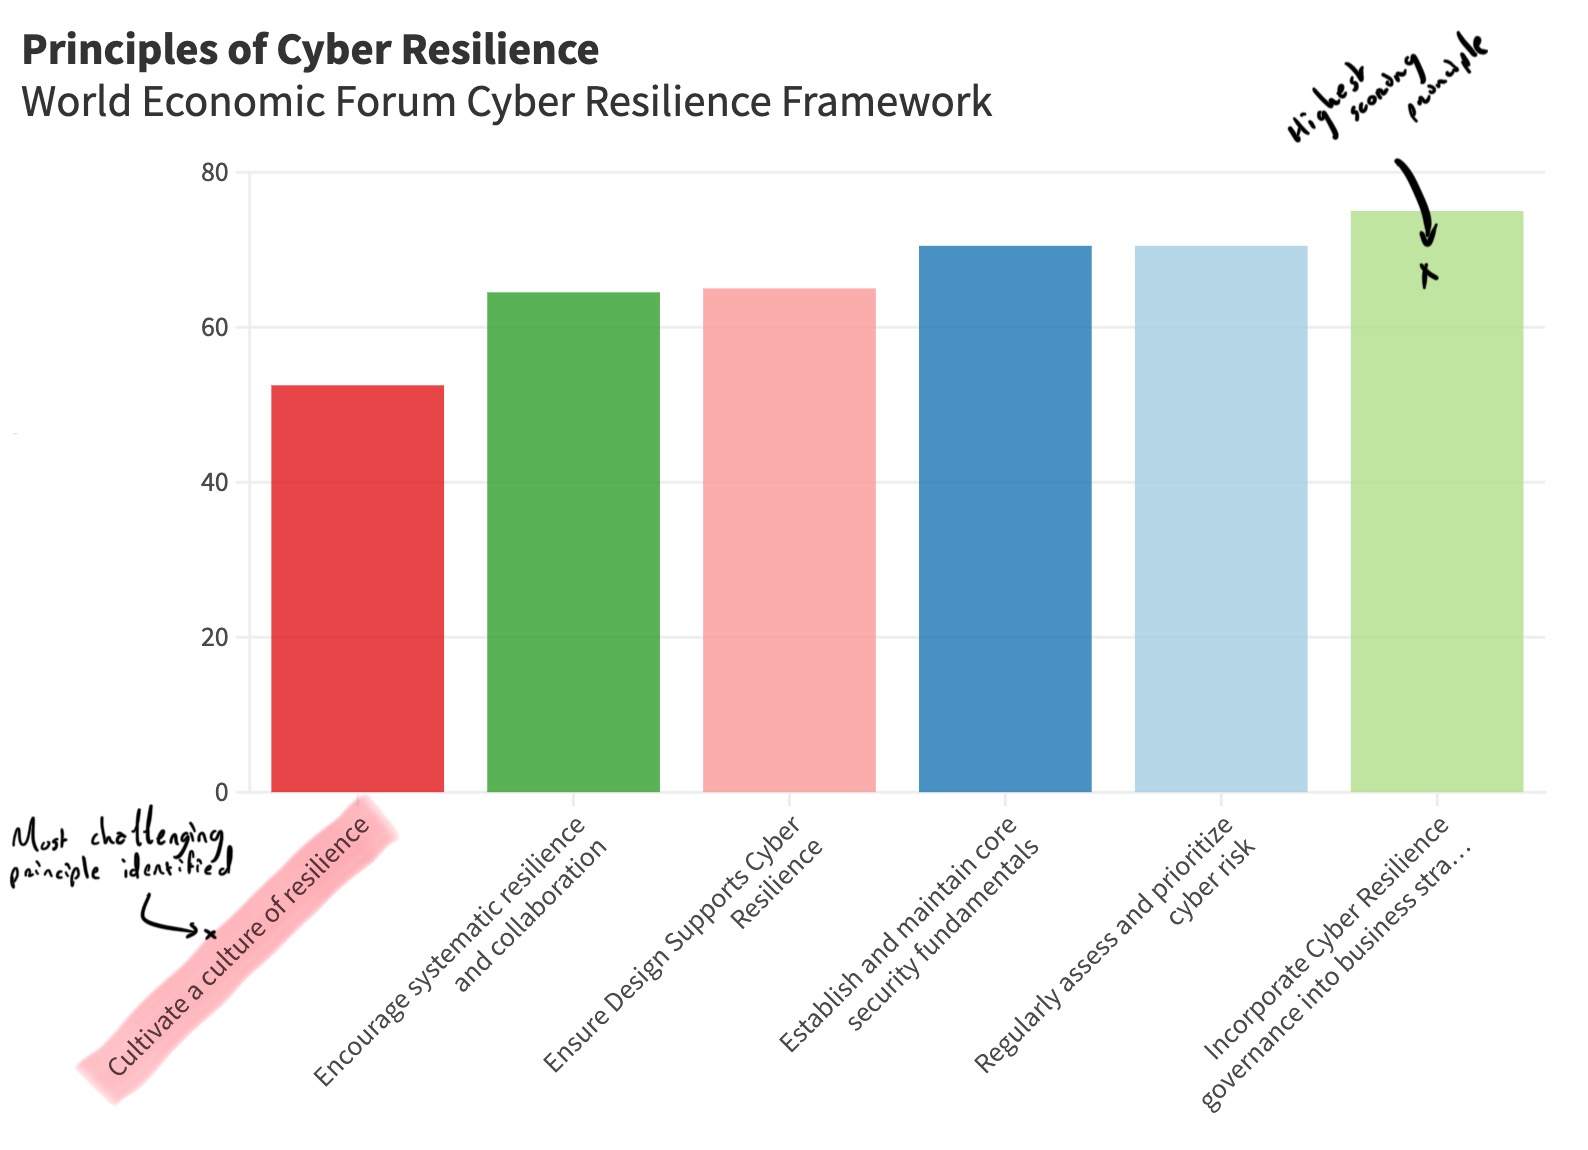 Principles of Cyber Resilience
World Economic Forum Cyber Resilience Framework
Highest
scoring
principle
80
60
40
20
0
Most challenging
principle identified
Cultivate a culture of resilience
Encourage systematic resilience
and collaboration
Ensure Design Supports Cyber
Resilience
Establish and maintain core
security fundamentals
Regularly assess and prioritize
cyber risk
Incorporate Cyber Resilience
governance into business stra…